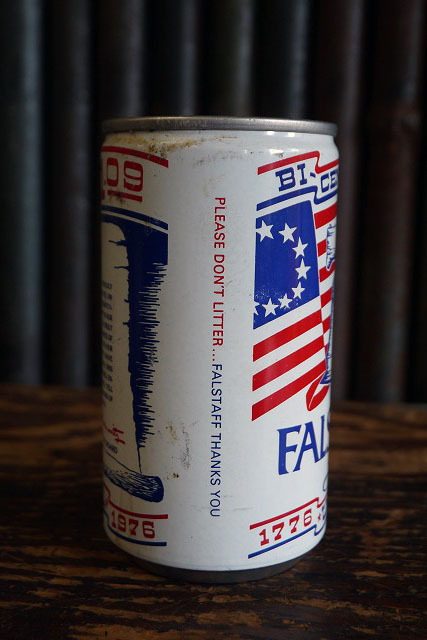 09
1976
PLEASE DON'T LITTER...FALSTAFF THANKS YOU
BI-CE
FAL
1776